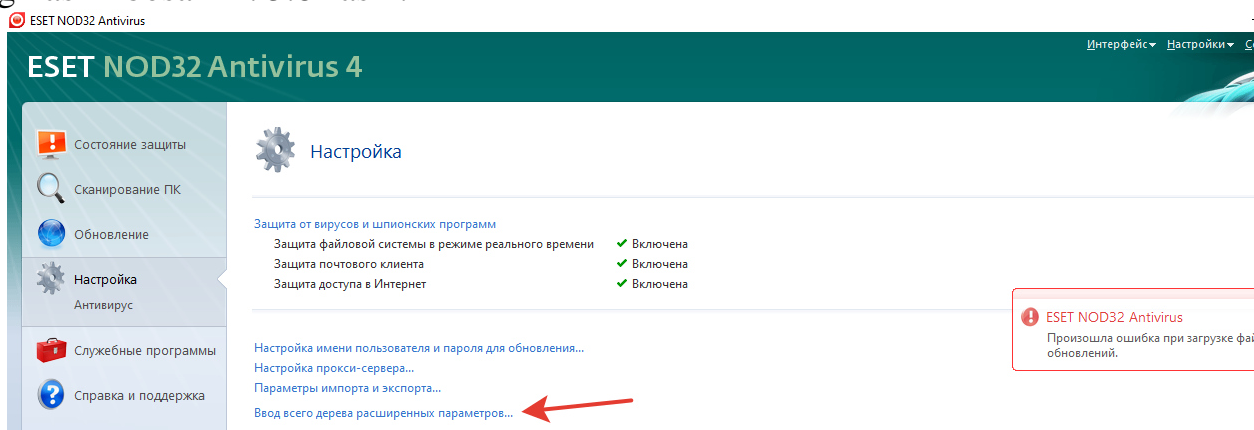 ESET NOD32 Antivirus
Интерфейс Настройки
ESET NOD32 Antivirus 4
Состояние защиты
Сканирование ПК
Обновление
Настройка
Антивирус
Служебные программы
Справка и поддержка
Настройка
Защита от вирусов и шпионских программ
Защита файловой системы в режиме реального времени Включена
Защита почтового клиента Включена
Защита доступа в Интернет Включена
Настройка имени пользователя и пароля для обновления...
Настройка прокси-сервера...
Параметры импорта и экспорта...
Ввод всего дерева расширенных параметров...
ESET NOD32 Antivirus
Произошла ошибка при загрузке
обновлений.